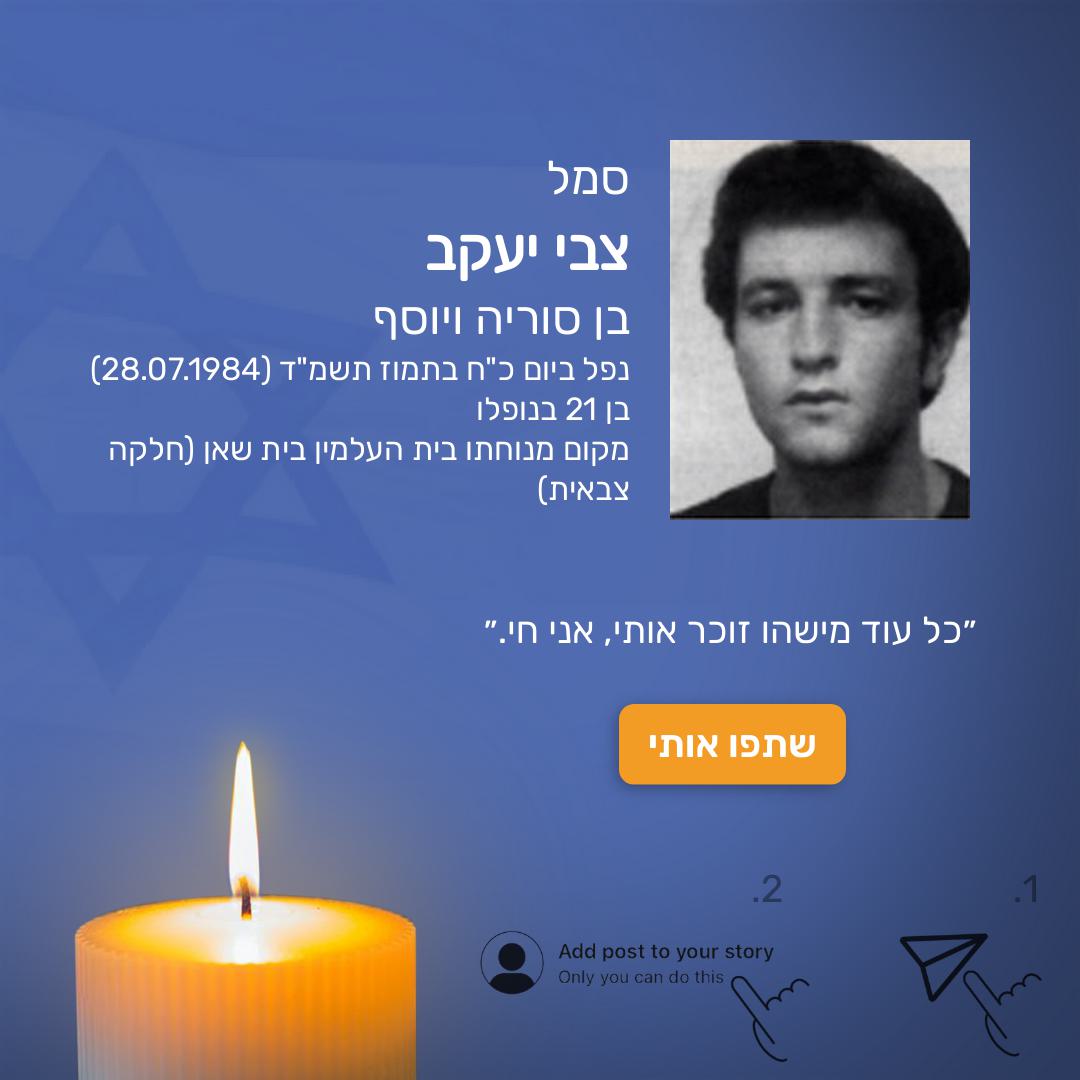 סמל
צבי יעקב
בן סוריה ויוסף
נפל ביום כ"ח בתמוז תשמ"ד (28.07.1984)
בן 21 בנופלו
מקום מנוחתו בית העלמין בית שאן (חלקה
צבאית)
״כל עוד מישהו זוכר אותי, אני חי.״
שתפו אותי
1.
2.
Add post to your story
Only you can do this